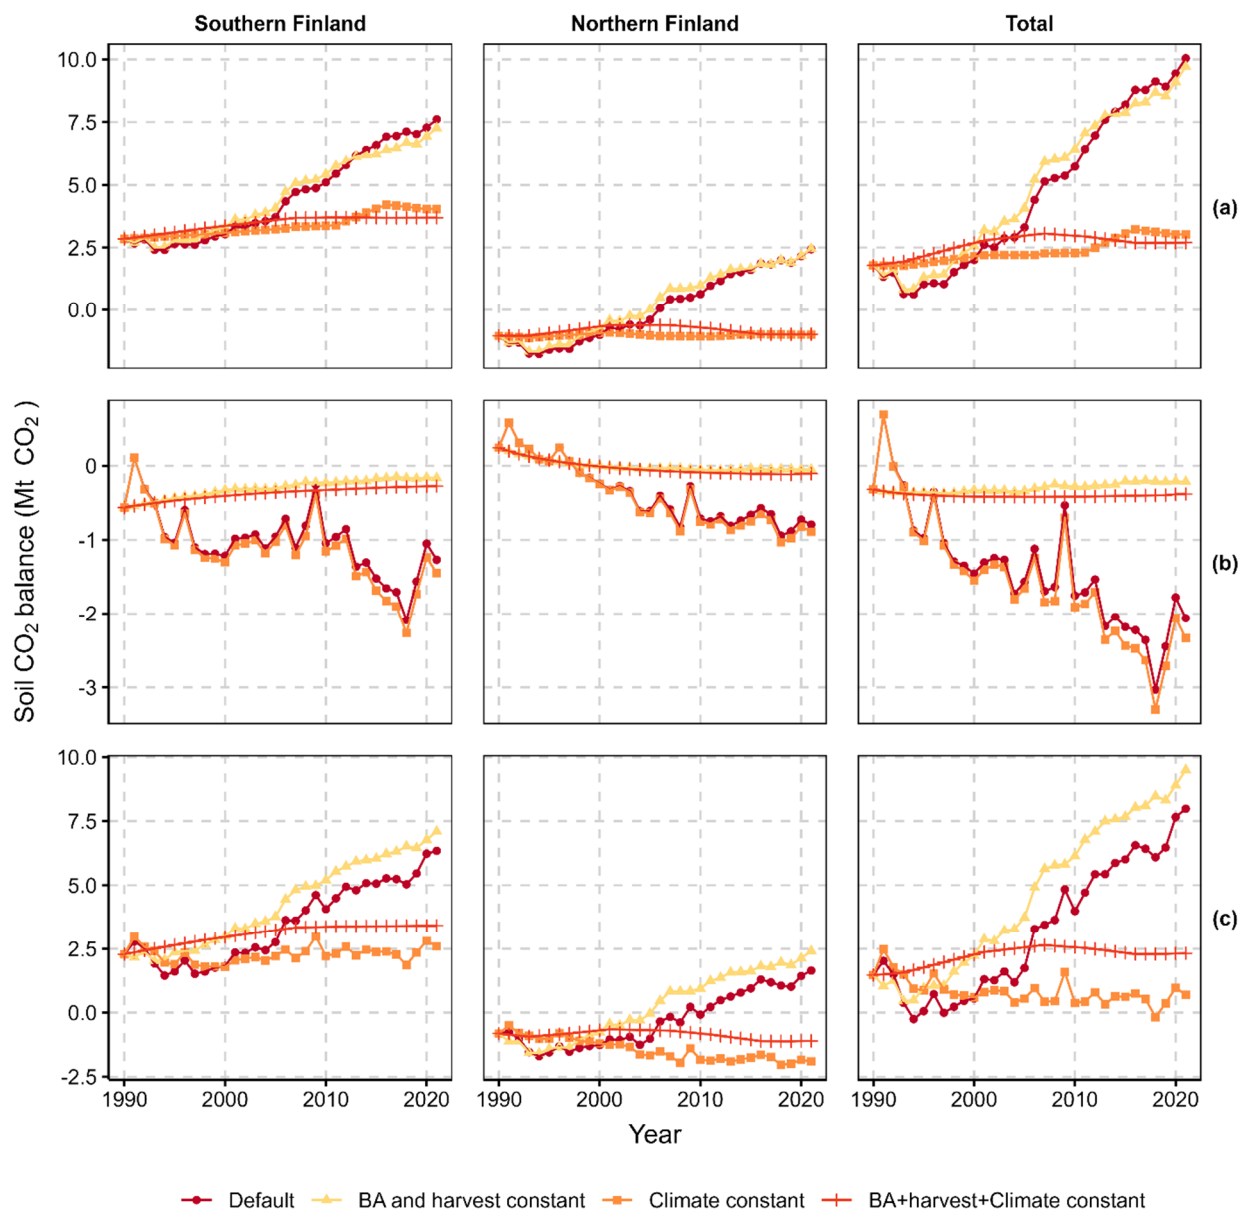 Southern Finland
Northern Finland
Total
10.0
7.5
5.0
2.5
0.0
(a)
0
-1
-2
-3
(b)
10.0
7.5
5.0
2.5
0.0
-2.5
(c)
1990 2000 2010 2020
1990 2000 2010 2020
1990 2000 2010 2020
Soil CO₂ balance (Mt CO₂ )
Year
Default BA and harvest constant Climate constant BA+harvest+Climate constant